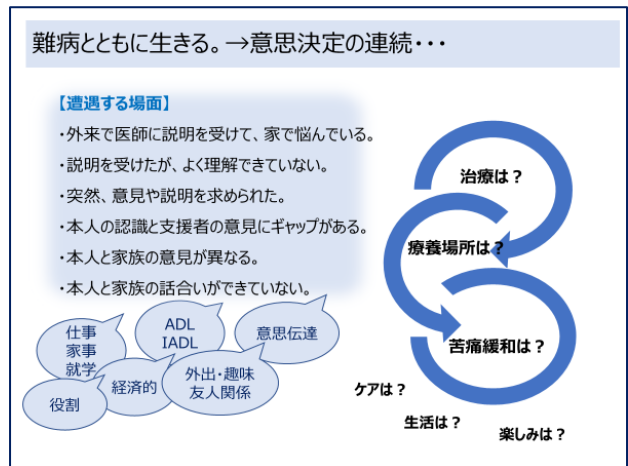 難病とともに生きる。→意思決定の連続・・・
【遭遇する場面】
・外来で医師に説明を受けて、家で悩んでいる。
・説明を受けたが、よく理解できていない。
・突然、意見や説明を求められた。
・本人の認識と支援者の意見にギャップがある。
・本人と家族の意見が異なる。
・本人と家族の話合いができていない。
仕事
家事
就学
ADL
IADL
意思伝達
役割
経済的
外出・趣味
友人関係
治療は？
療養場所は？
苦痛緩和は？
ケアは？
生活は？
楽しみは？